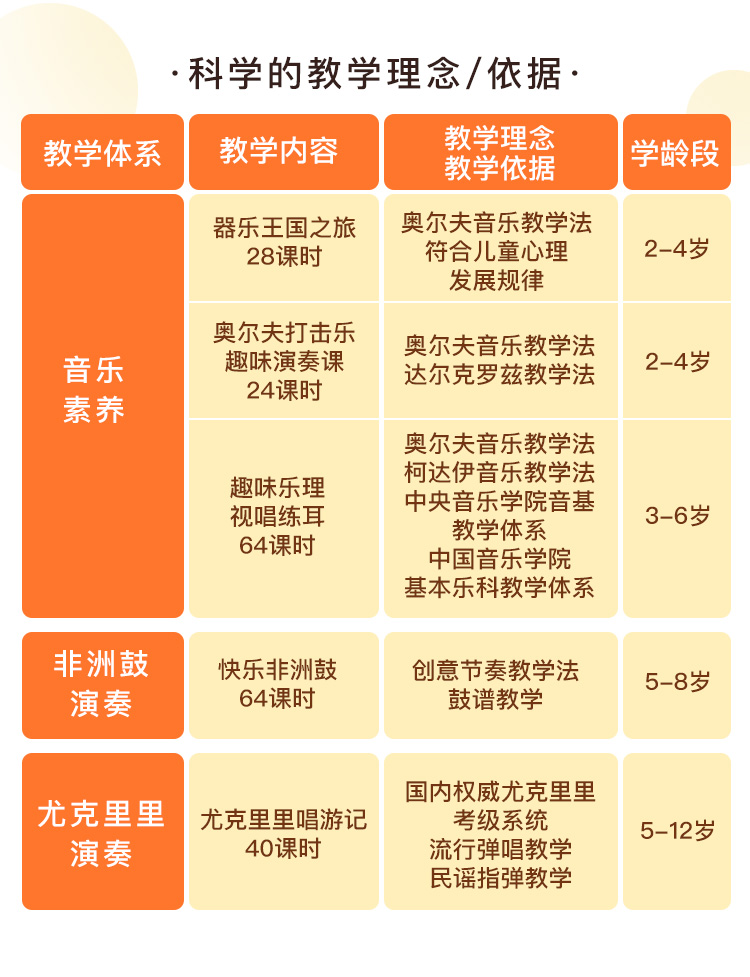 ·科学的教学理念/依据·
教学体系
教学内容
教学理念
教学依据
学龄段
音乐
素养
器乐王国之旅
28课时
奥尔夫音乐教学法
符合儿童心理
发展规律
2-4岁
奥尔夫打击乐
趣味演奏课
24课时
奥尔夫音乐教学法
达尔克罗兹教学法
2-4岁
趣味乐理
视唱练耳
64课时
奥尔夫音乐教学法
柯达伊音乐教学法
中央音乐学院音基
教学体系
中国音乐学院
基本乐科教学体系
3-6岁
非洲鼓
演奏
快乐非洲鼓
64课时
创意节奏教学法
鼓谱教学
5-8岁
尤克里里
演奏
尤克里里唱游记
40课时
国内权威尤克里里
考级系统
流行弹唱教学
民谣指弹教学
5-12岁